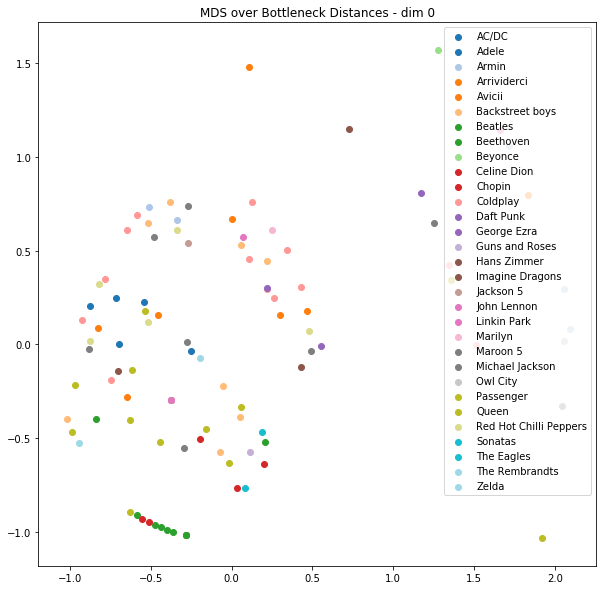 MDS over Bottleneck Distances - dim 0
AC/DC
Adele
Armin
Arrividerci
Avicii
Backstreet boys
Beatles
Beethoven
Beyonce
Celine Dion
Chopin
Coldplay
Daft Punk
George Ezra
Guns and Roses
Hans Zimmer
Imagine Dragons
Jackson 5
John Lennon
Linkin Park
Marilyn
Maroon 5
Michael Jackson
Owl City
Passenger
Queen
Red Hot Chilli Peppers
Sonatas
The Eagles
The Rembrandts
Zelda
1.5
1.0
0.5
0.0
−0.5
−1.0
−1.0 −0.5 0.0 0.5 1.0 1.5 2.0